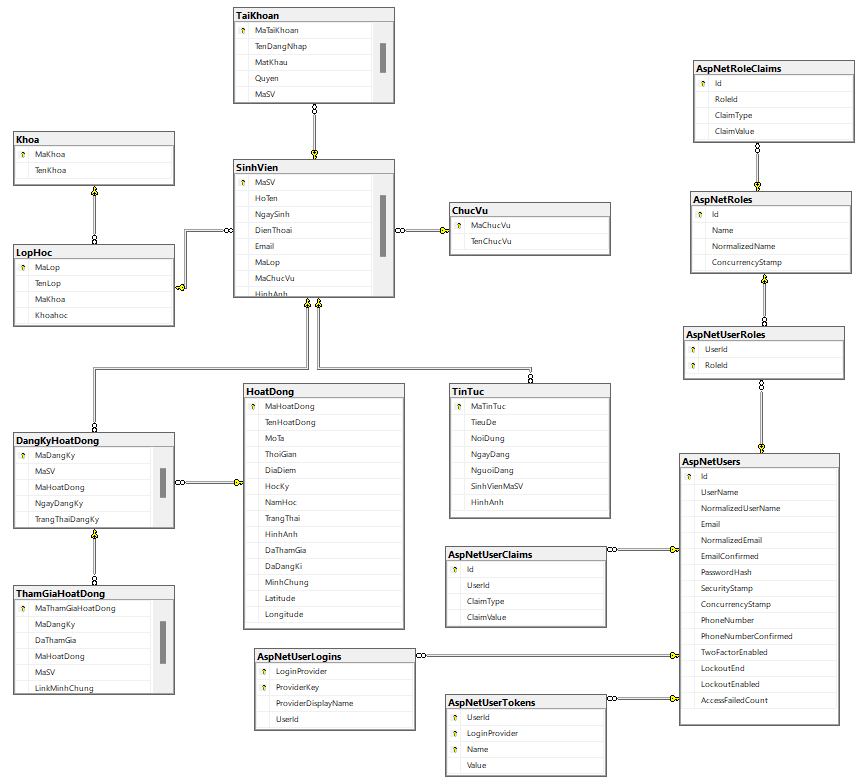 TaiKhoan
MaTaiKhoan
TenDangNhap
MatKhau
Quyen
MaSV
Khoa
MaKhoa
TenKhoa
SinhVien
MaSV
HoTen
NgaySinh
DienThoai
Email
MaLop
MaChucVu
HinhAnh
ChucVu
MaChucVu
TenChucVu
LopHoc
MaLop
TenLop
MaKhoa
Khoahoc
AspNetRoleClaims
Id
RoleId
ClaimType
ClaimValue
AspNetRoles
Id
Name
NormalizedName
ConcurrencyStamp
AspNetUserRoles
UserId
RoleId
HoatDong
MaHoatDong
TenHoatDong
MoTa
ThoiGian
DiaDiem
HocKy
NamHoc
TrangThai
HinhAnh
DaThamGia
DaDangKi
MinhChung
Latitude
Longitude
TinTuc
MaTinTuc
TieuDe
NoiDung
NgayDang
NguoiDang
SinhVienMaSV
HinhAnh
DangKyHoatDong
MaDangKy
MaSV
MaHoatDong
NgayDangKy
TrangThaiDangKy
ThamGiaHoatDong
MaThamGiaHoatDong
MaDangKy
DaThamGia
MaHoatDong
MaSV
LinkMinhChung
AspNetUsers
Id
UserName
NormalizedUserName
Email
NormalizedEmail
EmailConfirmed
PasswordHash
SecurityStamp
ConcurrencyStamp
PhoneNumber
PhoneNumberConfirmed
TwoFactorEnabled
LockoutEnd
LockoutEnabled
AccessFailedCount
AspNetUserClaims
Id
UserId
ClaimType
ClaimValue
AspNetUserLogins
LoginProvider
ProviderKey
ProviderDisplayName
UserId
AspNetUserTokens
UserId
LoginProvider
Name
Value